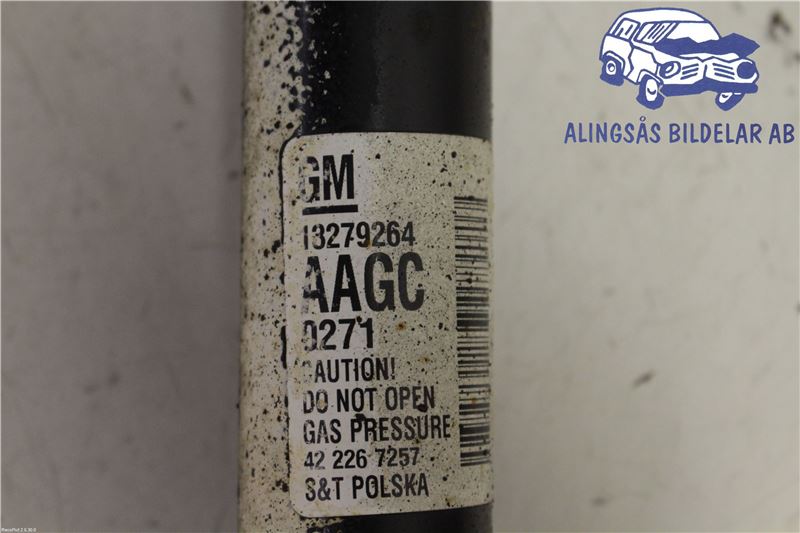 ALINGSÅS BILDELAR AB
GM
13279264
AAGC
0271
CAUTION!
DO NOT OPEN
GAS PRESSURE
42 226 7257
S&T POLSKA